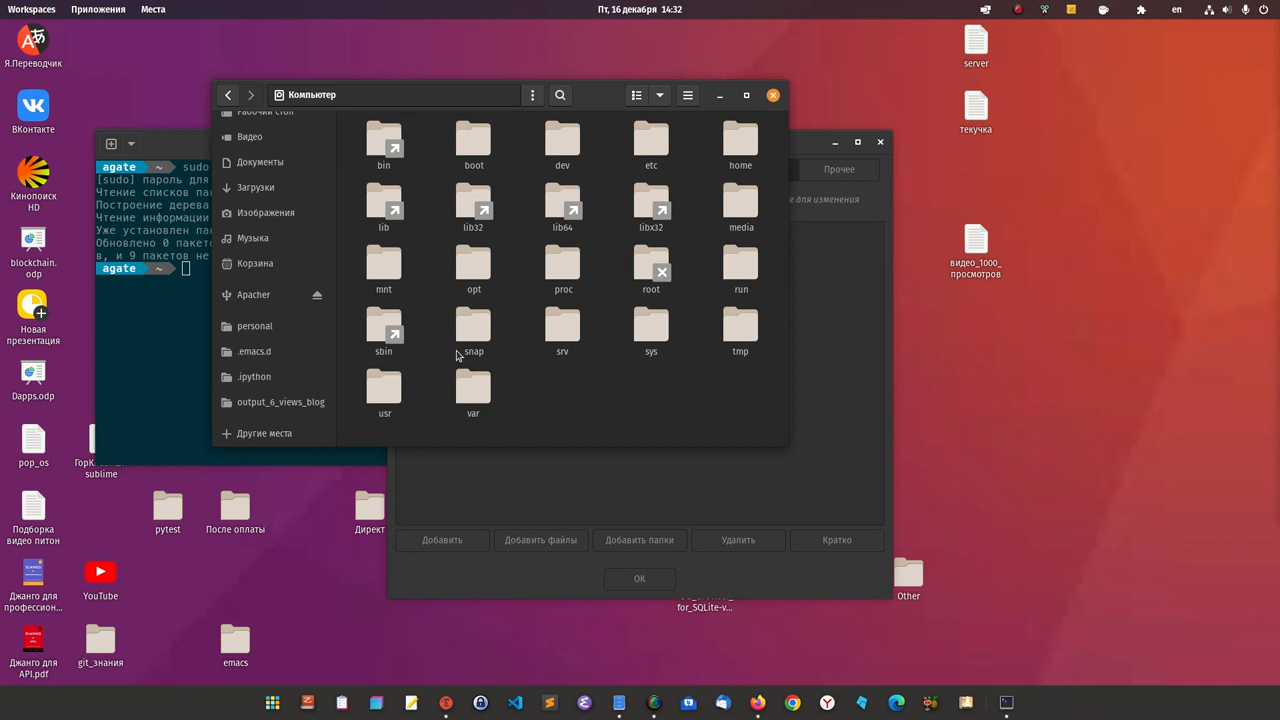 Workspaces
Приложения
Места
Пт, 16 декабря 14:32
en
Я.Переводчик
ВКонтакте
Кинопоиск
HD
blockchain.
odp
Новая
презентация
Dapps.odp
pop_os
sublime
Подборка
видео питон
Джанго для
профессион...
YouTube
Джанго для
API.pdf
git_знания
emacs
pytest
После оплаты
Директ
server
текучка
видео_1000_
просмотров
Other
for_SQLite-v...
agate ~ sudo
[sudo] пароль для
Чтение списков па
Построение дерева
Чтение информаци
Уже установлен па
Обновлено 0 пакет
в, и 9 пакетов не
agate ~
Компьютер
Рабочий стол
Видео
Документы
Загрузки
Изображения
Музыка
Корзина
Apacher
personal
.emacs.d
.ipython
output_6_views_blog
Другие места
bin
boot
dev
etc
home
lib
lib32
lib64
libx32
media
mnt
opt
proc
root
run
sbin
snap
srv
sys
tmp
usr
var
Прочее
е для изменения
Добавить
Добавить файлы
Добавить папки
Удалить
Кратко
OK